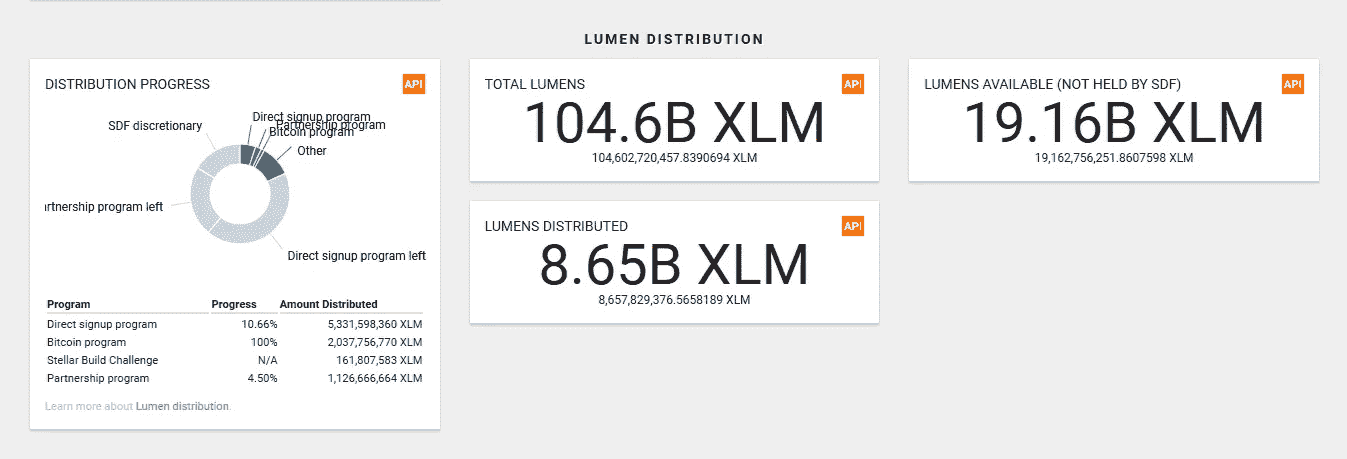 LUMEN DISTRIBUTION
DISTRIBUTION PROGRESS
API
Direct signup program
Partnership program
Bitcoin program
Other
SDF discretionary
rtnership program left
Direct signup program left
Program Progress Amount Distributed
Direct signup program 10.66% 5,331,598,360 XLM
Bitcoin program 100% 2,037,756,770 XLM
Stellar Build Challenge N/A 161,807,583 XLM
Partnership program 4.50% 1,126,666,664 XLM
Learn more about Lumen distribution.
TOTAL LUMENS
API
104.6B XLM
104,602,720,457.8390694 XLM
LUMENS DISTRIBUTED
API
8.65B XLM
8,657,829,376.5658189 XLM
LUMENS AVAILABLE (NOT HELD BY SDF)
API
19.16B XLM
19,162,756,251.8607598 XLM